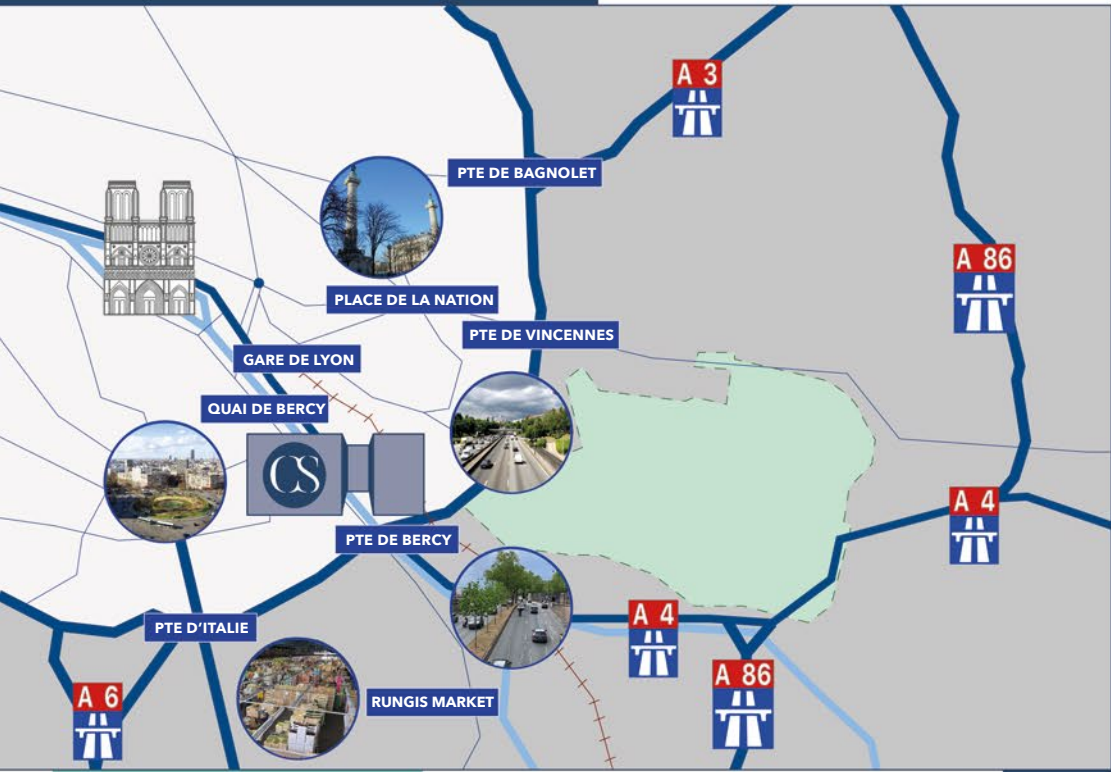 A 3
PTE DE BAGNOLET
A 86
PLACE DE LA NATION
PTE DE VINCENNES
GARE DE LYON
QUAI DE BERCY
CS
A 4
PTE DE BERCY
A 4
PTE D'ITALIE
A 86
A 6
RUNGIS MARKET